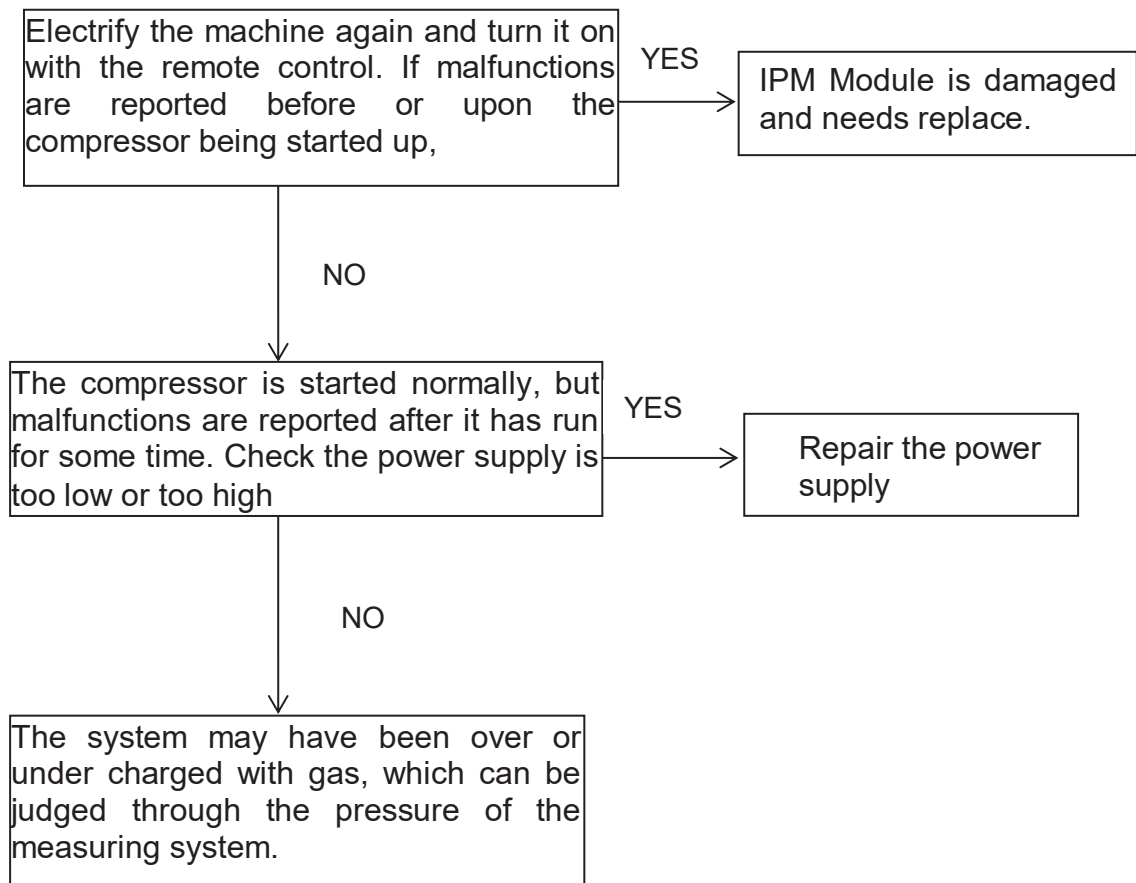 Electrify the machine again and turn it on
with the remote control. If malfunctions
are reported before or upon the
compressor being started up,
YES
IPM Module is damaged
and needs replace.
NO
The compressor is started normally, but
malfunctions are reported after it has run
for some time. Check the power supply is
too low or too high
YES
Repair the power
supply
NO
The system may have been over or
under charged with gas, which can be
judged through the pressure of the
measuring system.